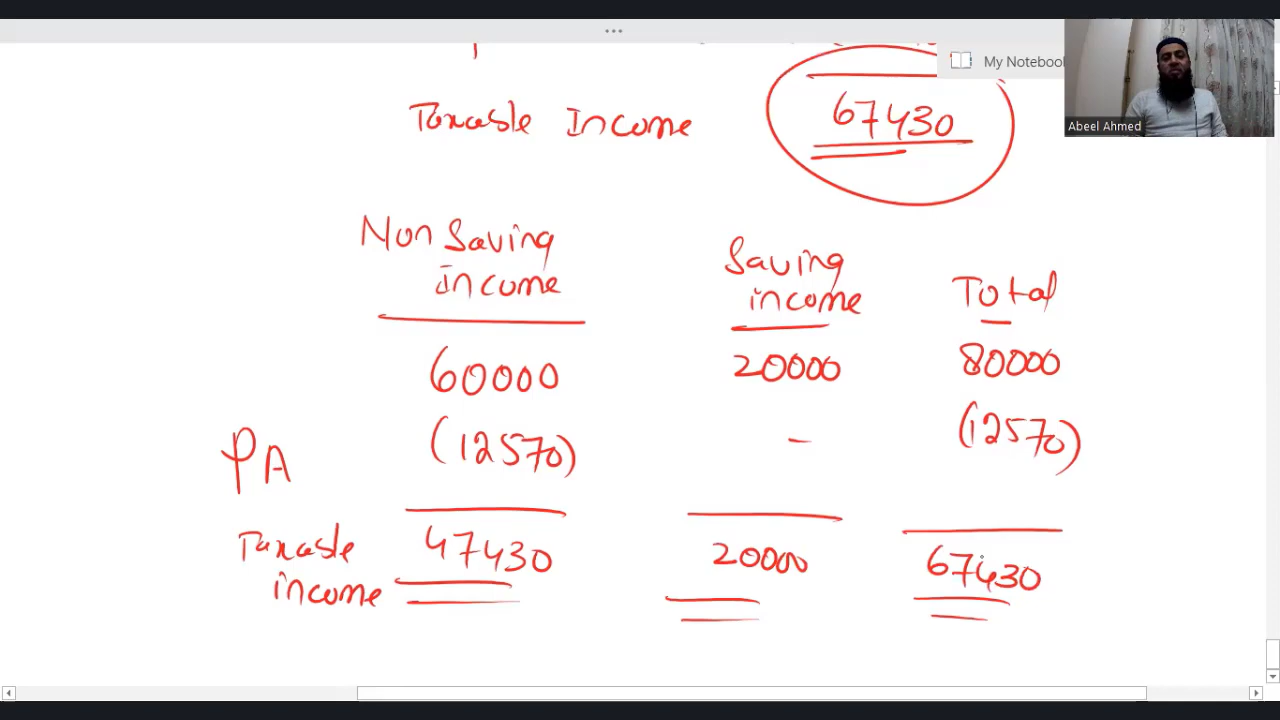 My Notebook
Abeel Ahmed
Taxable Income 67430
Non Saving income Saving income Total
60000 20000 80000
PA (12570) - (12570)
Taxable income 47430 20000 67430